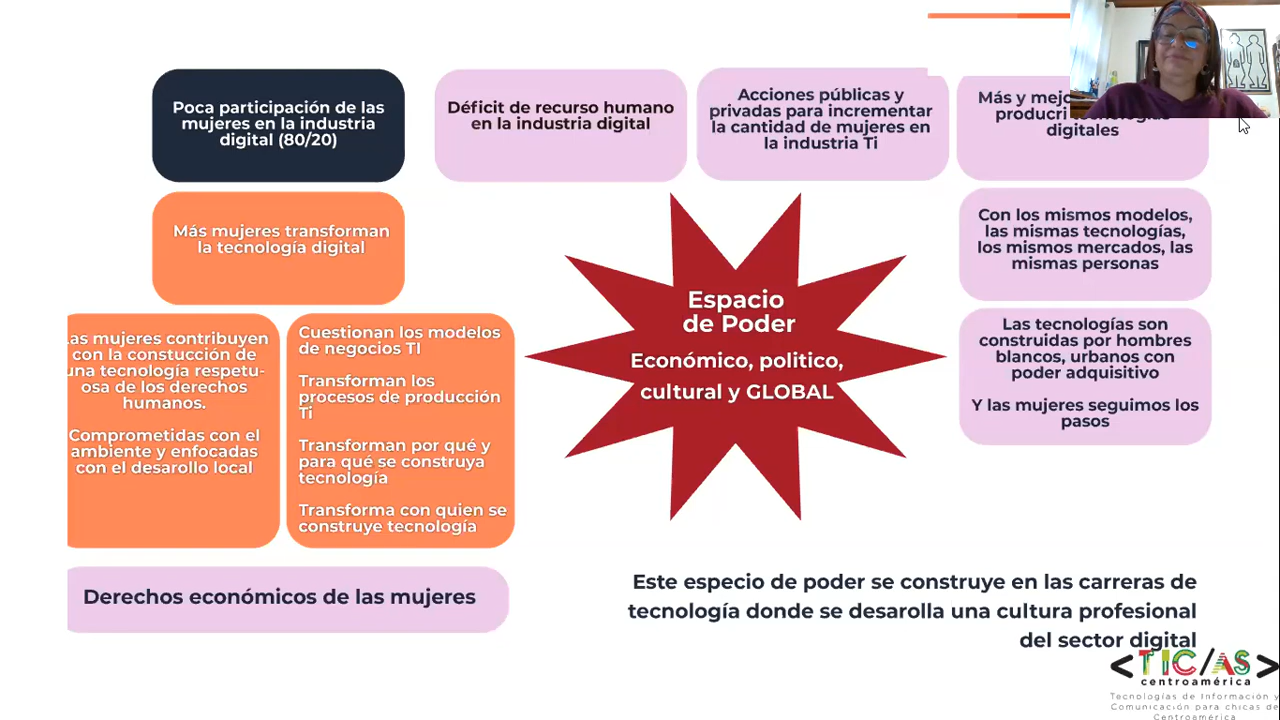 Poca participación de las
mujeres en la industria
digital (80/20)
Déficit de recurso humano
en la industria digital
Acciones públicas y
privadas para incrementar
la cantidad de mujeres en
la industria Ti
Más y
digitales
Más mujeres transforman
la tecnología digital
Con los mismos modelos,
las mismas tecnologías,
los mismos mercados, las
mismas personas
Espacio
de Poder
Económico, politico,
cultural y GLOBAL
as mujeres contribuyen
con la constucción de
una tecnología respetu-
osa de los derechos
humanos.
Comprometidas con el
ambiente y enfocadas
con el desarollo local
Cuestionan los modelos
de negocios TI
Transforman los
procesos de producción
Ti
Transforman por qué y
para qué se construya
tecnología
Transforma con quien se
construye tecnología
Las tecnologías son
construidas por hombres
blancos, urbanos con
poder adquisitivo
Y las mujeres seguimos los
pasos
Derechos económicos de las mujeres
Este especio de poder se construye en las carreras de
tecnología donde se desarolla una cultura profesional
del sector digital
<TIC/AS>
centroamérica
Tecnologías de Información y
Comunicación para chicas de
Centroamérica